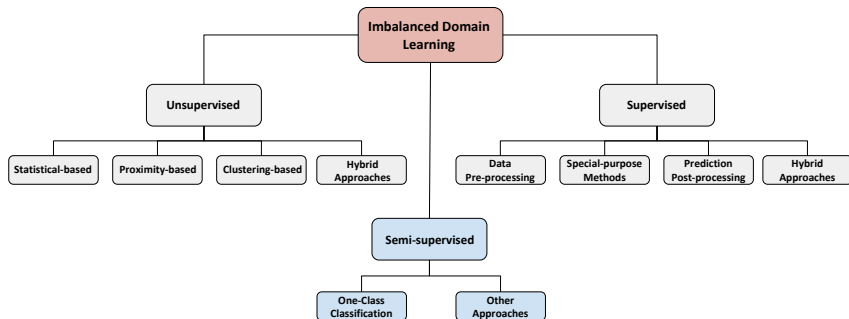 Imbalanced Domain
Learning
Unsupervised
Supervised
Statistical-based
Proximity-based
Clustering-based
Hybrid
Approaches
Data
Pre-processing
Special-purpose
Methods
Prediction
Post-processing
Hybrid
Approaches
Semi-supervised
One-Class
Classification
Other
Approaches